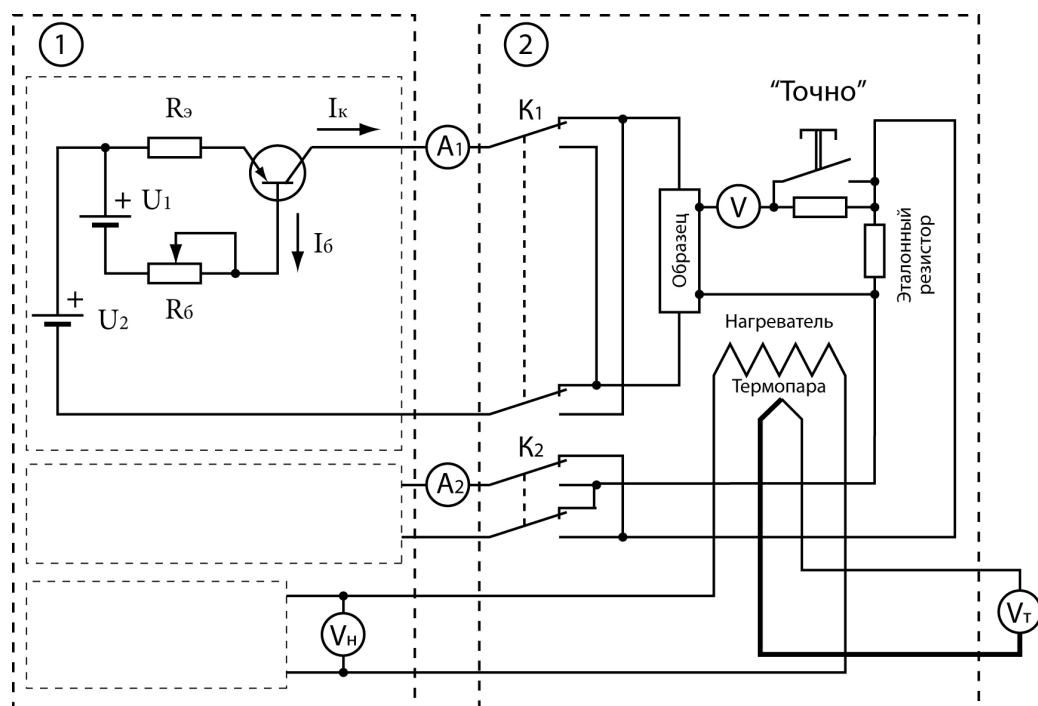 1
2
"Точно"
Rэ
Iк
A1
K1
+
U1
Iб
V
Образец
Эталонный
резистор
Rб
+
U2
Нагреватель
Термопара
K2
A2
Vн
Vт